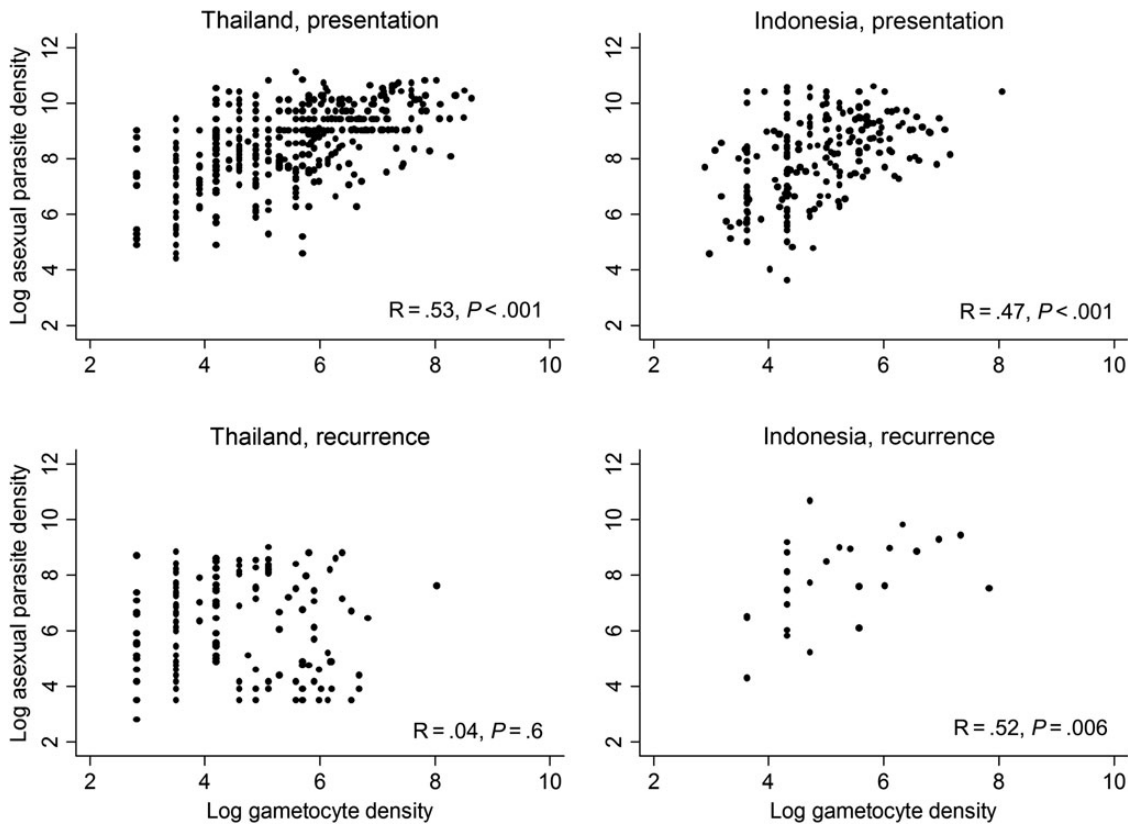 Thailand, presentation
Log asexual parasite density
12
10
8
6
4
2
R = .53, P < .001
2 4 6 8 10
Indonesia, presentation
12
10
8
6
4
2
R = .47, P < .001
2 4 6 8 10
Thailand, recurrence
Log asexual parasite density
12
10
8
6
4
2
R = .04, P = .6
2 4 6 8 10
Log gametocyte density
Indonesia, recurrence
12
10
8
6
4
2
R = .52, P = .006
2 4 6 8 10
Log gametocyte density